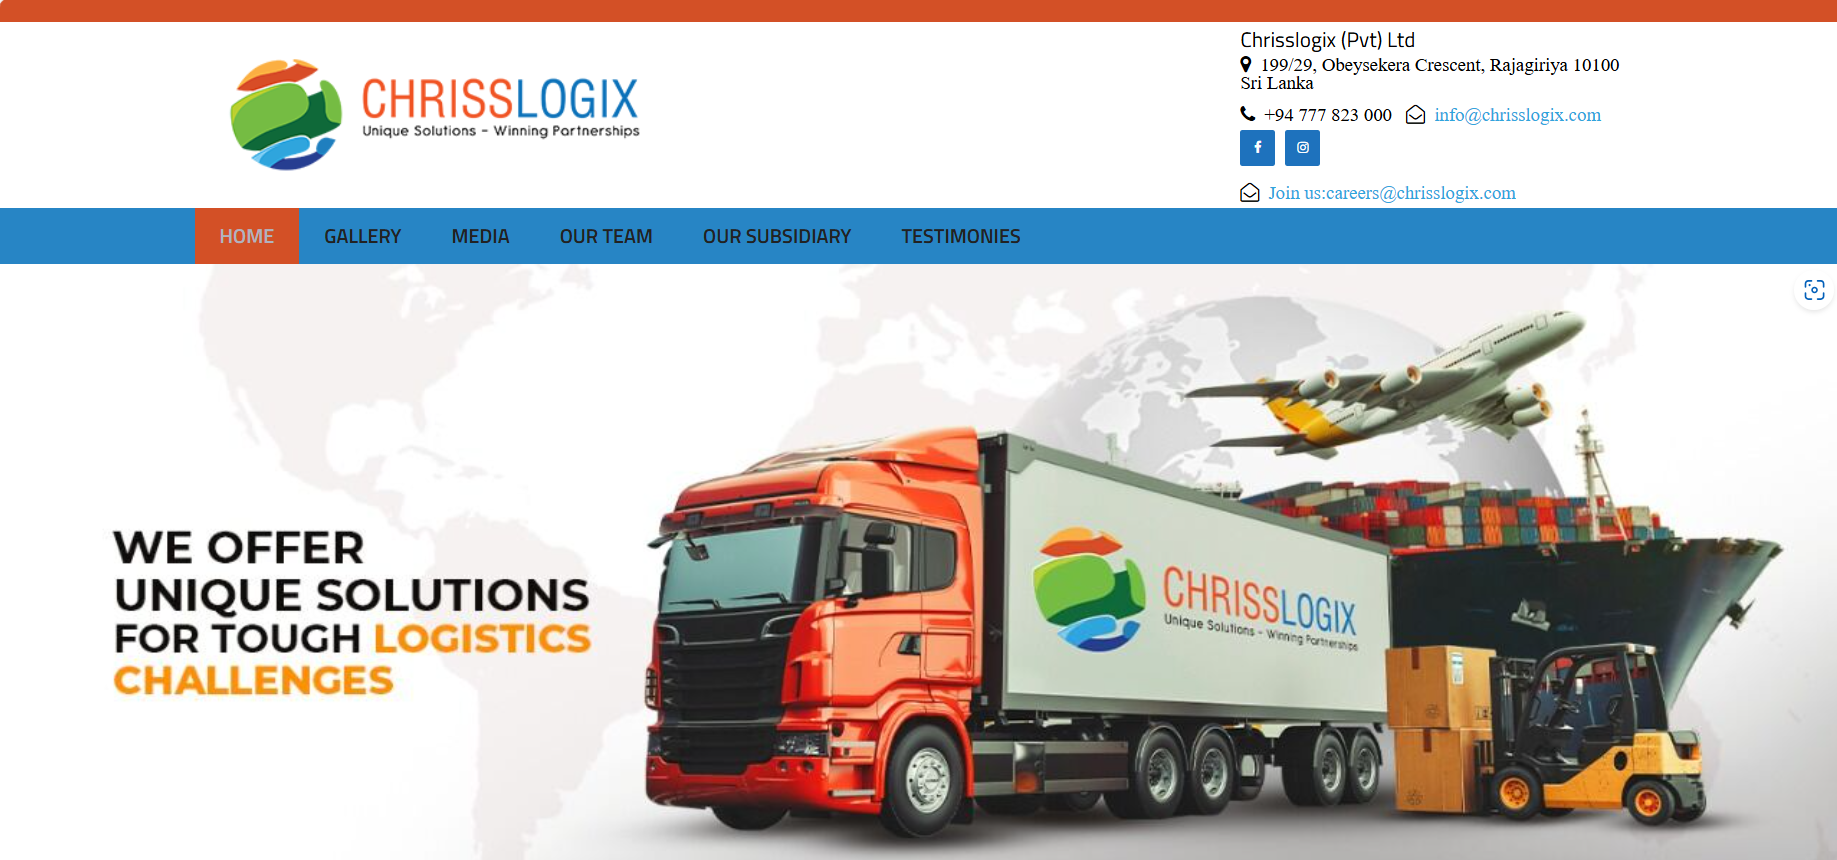 CHRISSLOGIX
Unique Solutions - Winning Partnerships
Chrisslogix (Pvt) Ltd
199/29, Obeysekera Crescent, Rajagiriya 10100
Sri Lanka
+94 777 823 000 info@chrisslogix.com
Join us:careers@chrisslogix.com
HOME GALLERY MEDIA OUR TEAM OUR SUBSIDIARY TESTIMONIES
WE OFFER
UNIQUE SOLUTIONS
FOR TOUGH LOGISTICS
CHALLENGES
CHRISSLOGIX
Unique Solutions - Winning Partnerships